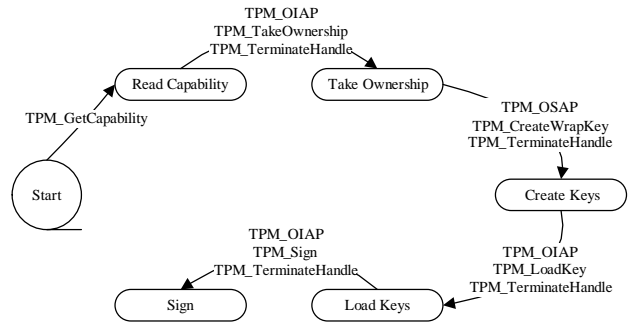 TPM_OIAP
TPM_TakeOwnership
TPM_TerminateHandle
Read Capability
Take Ownership
TPM_GetCapability
TPM_OSAP
TPM_CreateWrapKey
TPM_TerminateHandle
Start
Create Keys
TPM_OIAP
TPM_Sign
TPM_TerminateHandle
TPM_OIAP
TPM_LoadKey
TPM_TerminateHandle
Sign
Load Keys